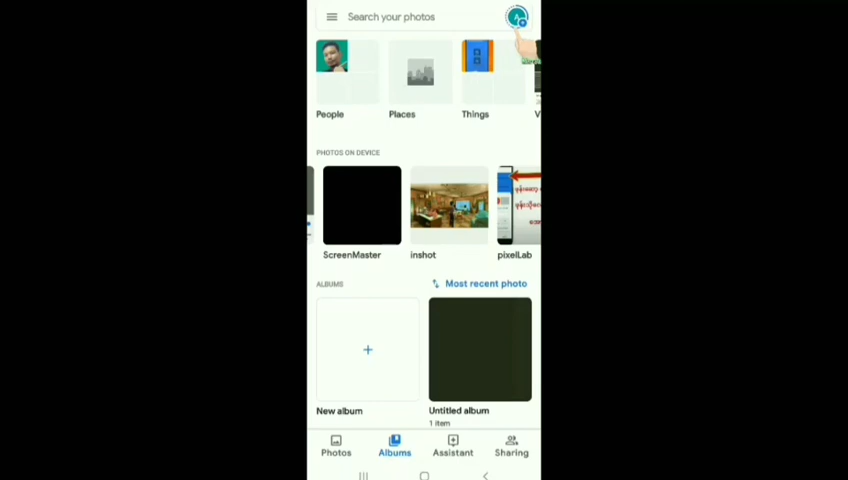 Search your photos
A
People
Places
Things
PHOTOS ON DEVICE
ScreenMaster
inshot
pixelLab
ALBUMS
Most recent photo
New album
Untitled album
1 item
Photos
Albums
Assistant
Sharing